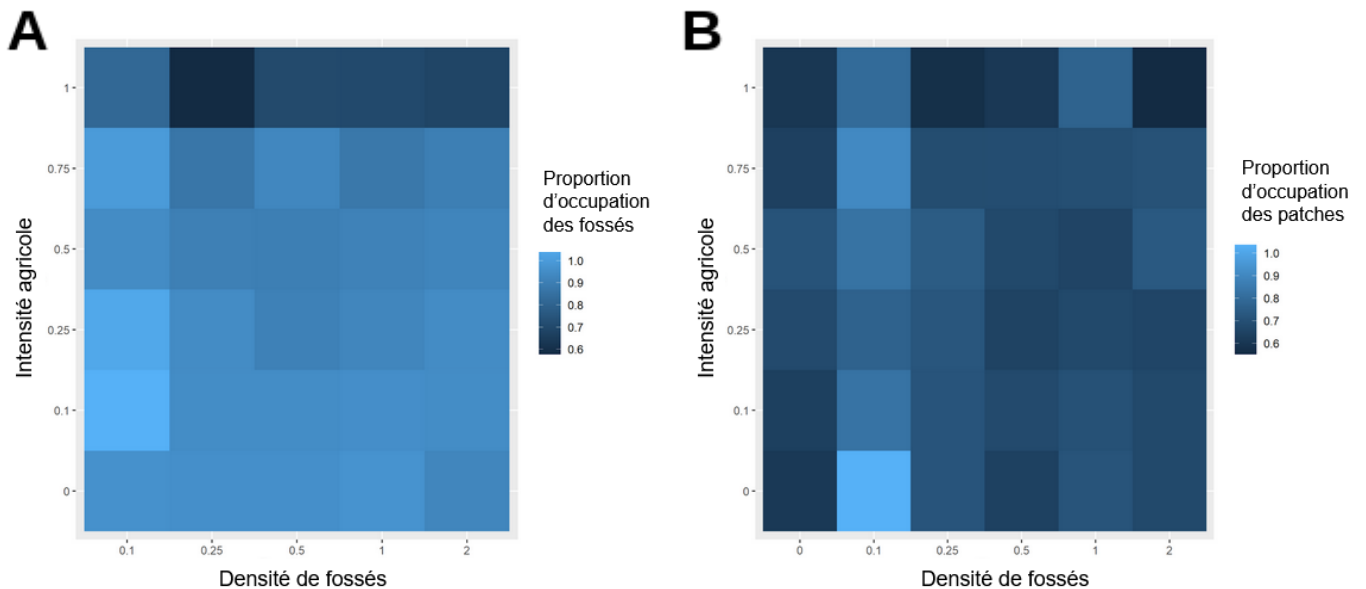 A
Intensité agricole
1
0.75
0.5
0.25
0.1
0
0.1 0.25 0.5 1 2
Densité de fossés
Proportion
d’occupation
des fossés
1.0
0.9
0.8
0.7
0.6
B
Intensité agricole
1
0.75
0.5
0.25
0.1
0
0 0.1 0.25 0.5 1 2
Densité de fossés
Proportion
d’occupation
des patches
1.0
0.9
0.8
0.7
0.6